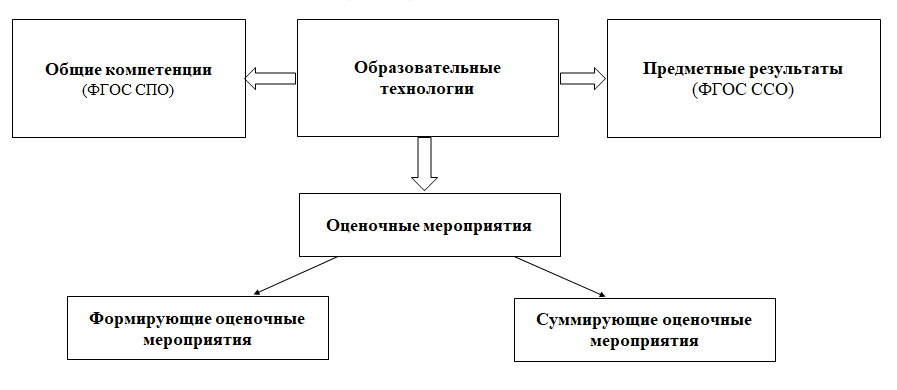 Общие компетенции
(ФГОС СПО)
Образовательные
технологии
Предметные результаты
(ФГОС ССО)
Оценочные мероприятия
Формирующие оценочные
мероприятия
Суммирующие оценочные
мероприятия